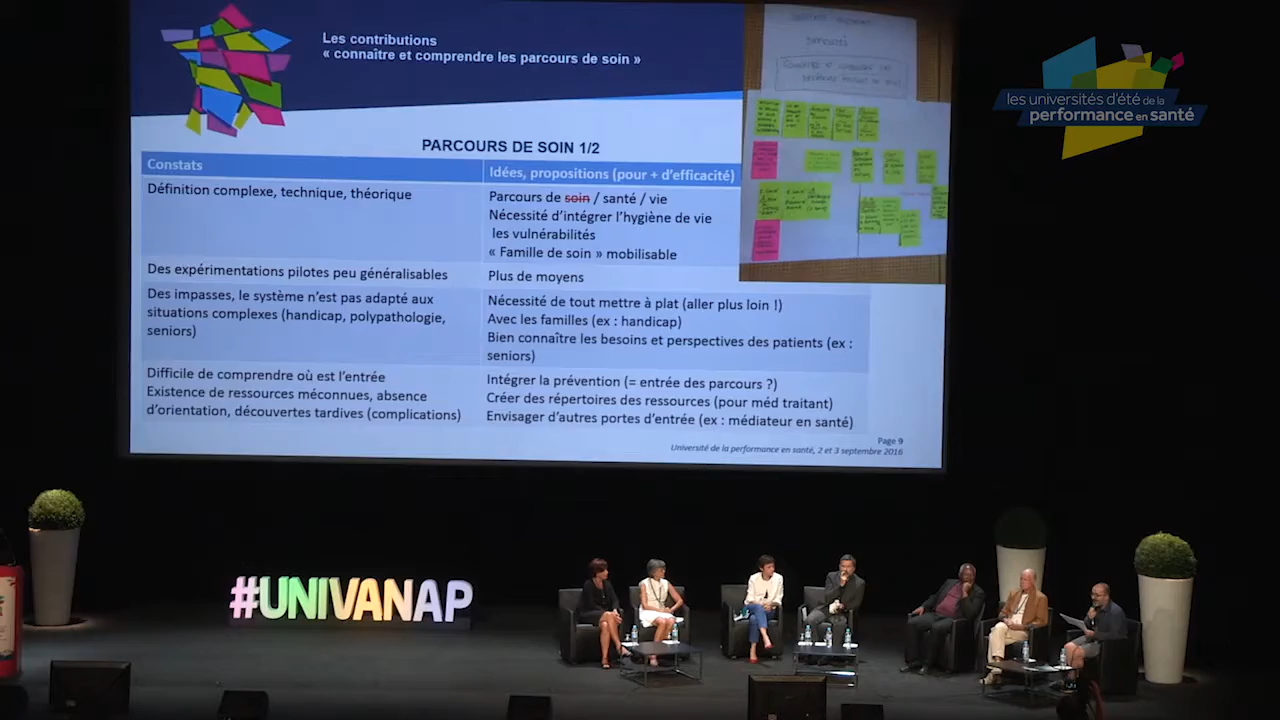 Les contributions
« connaître et comprendre les parcours de soin »
les universités d'été de la
performance en santé
PARCOURS DE SOIN 1/2
Constats
Idées, propositions (pour + d'efficacité)
Définition complexe, technique, théorique
Parcours de soin / santé / vie
Nécessité d'intégrer l'hygiène de vie
les vulnérabilités
« Famille de soin » mobilisable
Des expérimentations pilotes peu généralisables
Plus de moyens
Des impasses, le système n'est pas adapté aux
situations complexes (handicap, polypathologie,
seniors)
Nécessité de tout mettre à plat (aller plus loin !)
Avec les familles (ex : handicap)
Bien connaître les besoins et perspectives des patients (ex :
seniors)
Difficile de comprendre où est l'entrée
Existence de ressources méconnues, absence
d'orientation, découvertes tardives (complications)
Intégrer la prévention (= entrée des parcours ?)
Créer des répertoires des ressources (pour méd traitant)
Envisager d'autres portes d'entrée (ex : médiateur en santé)
Page 9
Université de la performance en santé, 2 et 3 septembre 2016
#UNIVANAP